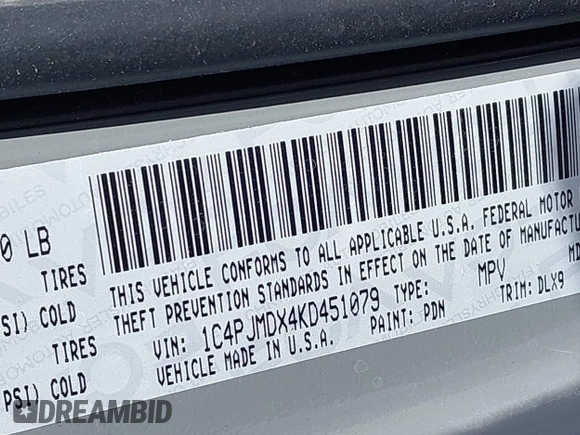 0 LB
TIRES
SI) COLD
TIRES
PSI) COLD
THIS VEHICLE CONFORMS TO ALL APPLICABLE U.S.A. FEDERAL MOTOR
THEFT PREVENTION STANDARDS IN EFFECT ON THE DATE OF MANUFACTU
VIN: 1C4PJMDX4KD451079 TYPE: MPV MD
VEHICLE MADE IN U.S.A. PAINT: PDN TRIM: DLX9
DREAMBID